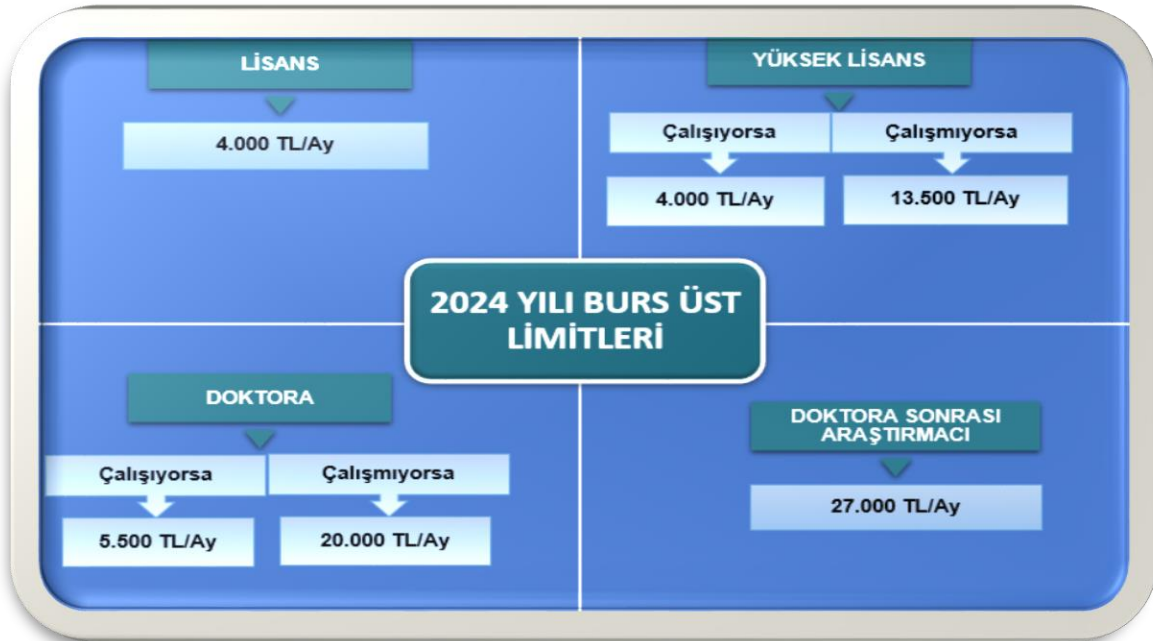 LİSANS
4.000 TL/Ay
YÜKSEK LİSANS
Çalışıyorsa
Çalışmıyorsa
4.000 TL/Ay
13.500 TL/Ay
2024 YILI BURS ÜST
LİMİTLERİ
DOKTORA
Çalışıyorsa
Çalışmıyorsa
5.500 TL/Ay
20.000 TL/Ay
DOKTORA SONRASI
ARAŞTIRMACI
27.000 TL/Ay